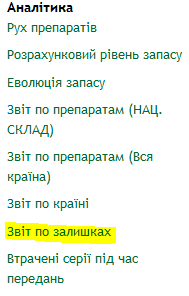 Аналітика
Рух препаратів
Розрахунковий рівень запасу
Еволюція запасу
Звіт по препаратам (НАЦ.
СКЛАД)
Звіт по препаратам (Вся
країна)
Звіт по країні
Звіт по залишках
Втрачені серії під час
передань